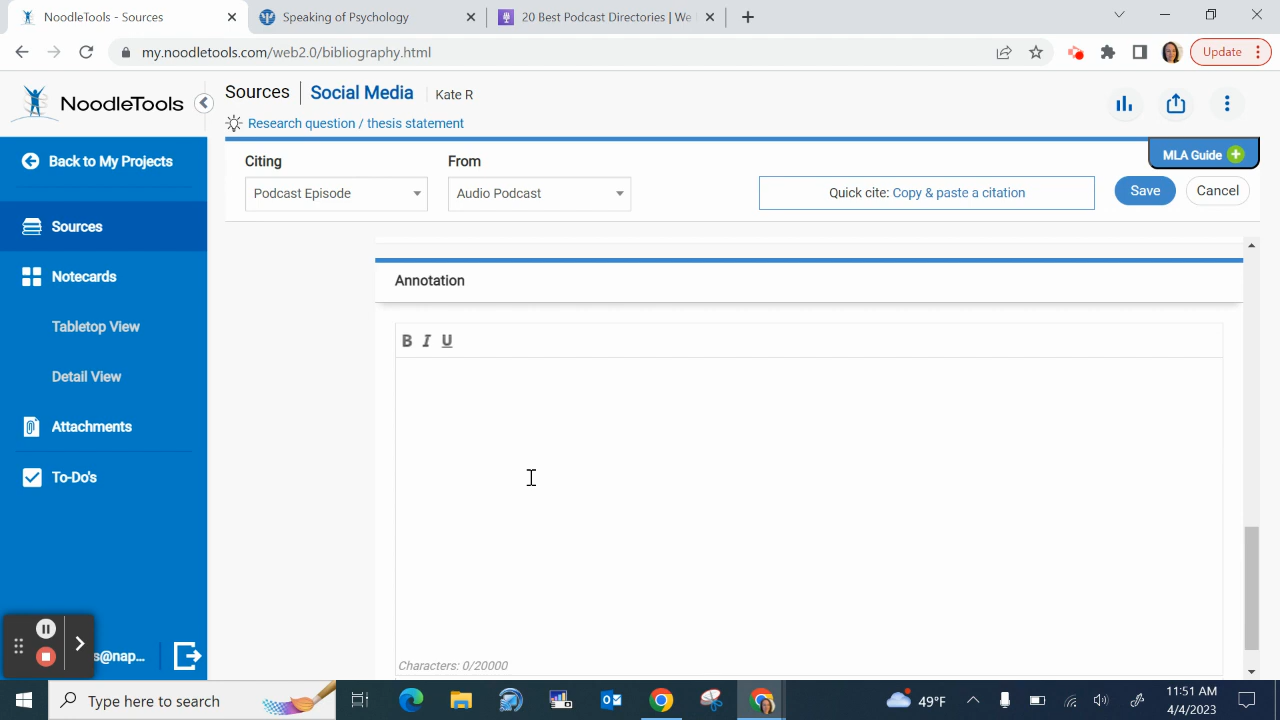 NoodleTools - Sources
Speaking of Psychology
20 Best Podcast Directories | We
my.noodletools.com/web2.0/bibliography.html
Update
NoodleTools
Sources
Social Media
Kate R
Research question / thesis statement
Back to My Projects
Citing
From
MLA Guide
Podcast Episode
Audio Podcast
Quick cite: Copy & paste a citation
Save
Cancel
Sources
Notecards
Annotation
Tabletop View
B I U
Detail View
Attachments
To-Do's
s@nap...
Characters: 0/20000
Type here to search
49°F
11:51 AM
4/4/2023